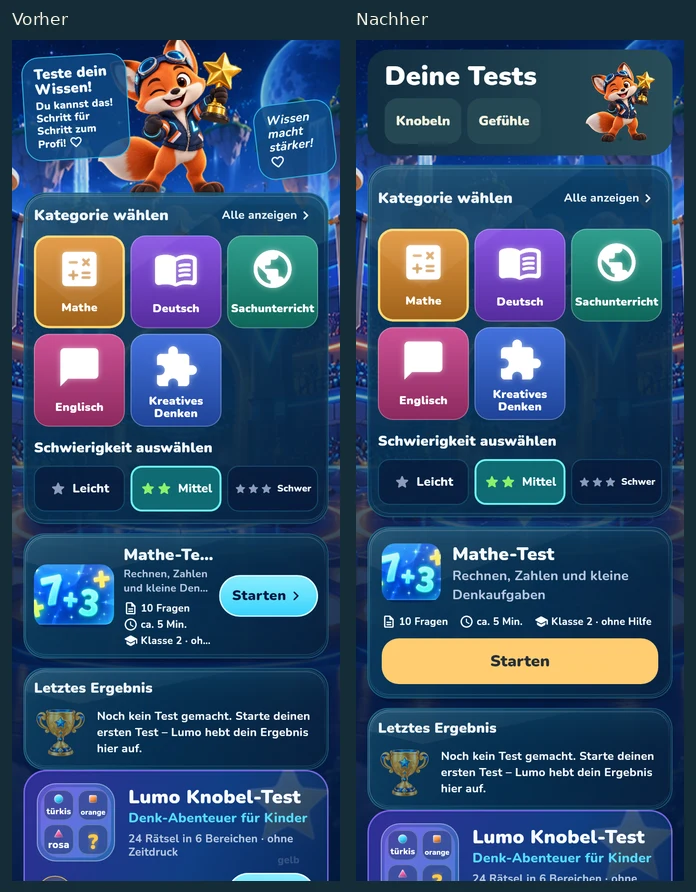 Vorher
Teste dein
Wissen!
Du kannst das!
Schritt für
Schritt zum
Profi! ♡
Wissen
macht
stärker!
♡
Kategorie wählen
Alle anzeigen >
Mathe
Deutsch
Sachunterricht
Englisch
Kreatives
Denken
Schwierigkeit auswählen
Leicht
Mittel
Schwer
7+3
Mathe-Te...
Rechnen, Zahlen
und kleine Den...
10 Fragen
ca. 5 Min.
Klasse 2 · oh...
Starten >
Letztes Ergebnis
Noch kein Test gemacht. Starte deinen
ersten Test – Lumo hebt dein Ergebnis
hier auf.
türkis
orange
rosa
?
Lumo Knobel-Test
Denk-Abenteuer für Kinder
24 Rätsel in 6 Bereichen · ohne
Zeitdruck
gelb
Nachher
Deine Tests
Knobeln
Gefühle
Kategorie wählen
Alle anzeigen >
Mathe
Deutsch
Sachunterricht
Englisch
Kreatives
Denken
Schwierigkeit auswählen
Leicht
Mittel
Schwer
7+3
Mathe-Test
Rechnen, Zahlen und kleine
Denkaufgaben
10 Fragen
ca. 5 Min.
Klasse 2 · ohne Hilfe
Starten
Letztes Ergebnis
Noch kein Test gemacht. Starte deinen
ersten Test – Lumo hebt dein Ergebnis
hier auf.
türkis
orange
Lumo Knobel-Test
Denk-Abenteuer für Kinder
24 Rätsel in 6 Bereichen · ohne